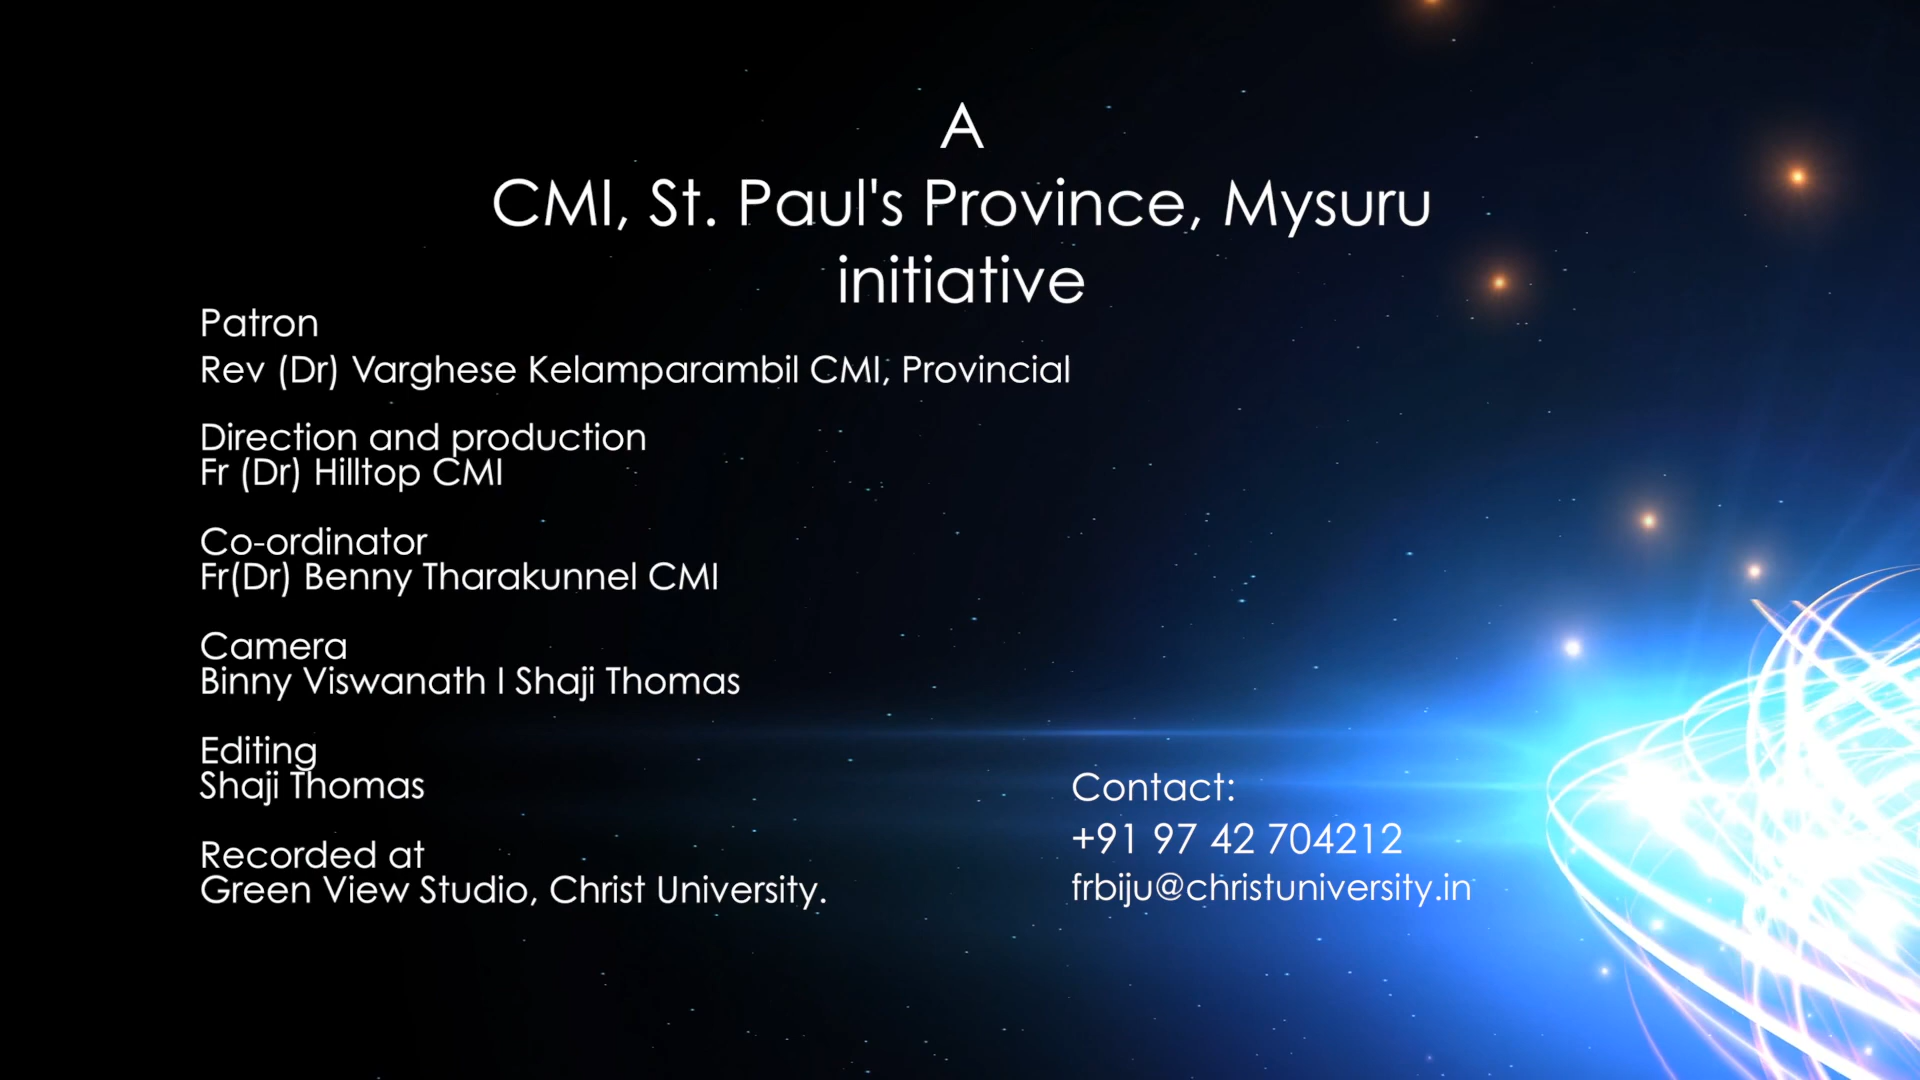 A
CMI, St. Paul's Province, Mysuru
initiative
Patron
Rev (Dr) Varghese Kelamparambil CMI, Provincial
Direction and production
Fr (Dr) Hilltop CMI
Co-ordinator
Fr(Dr) Benny Tharakunnel CMI
Camera
Binny Viswanath I Shaji Thomas
Editing
Shaji Thomas
Recorded at
Green View Studio, Christ University.
Contact:
+91 97 42 704212
frbiju@christuniversity.in